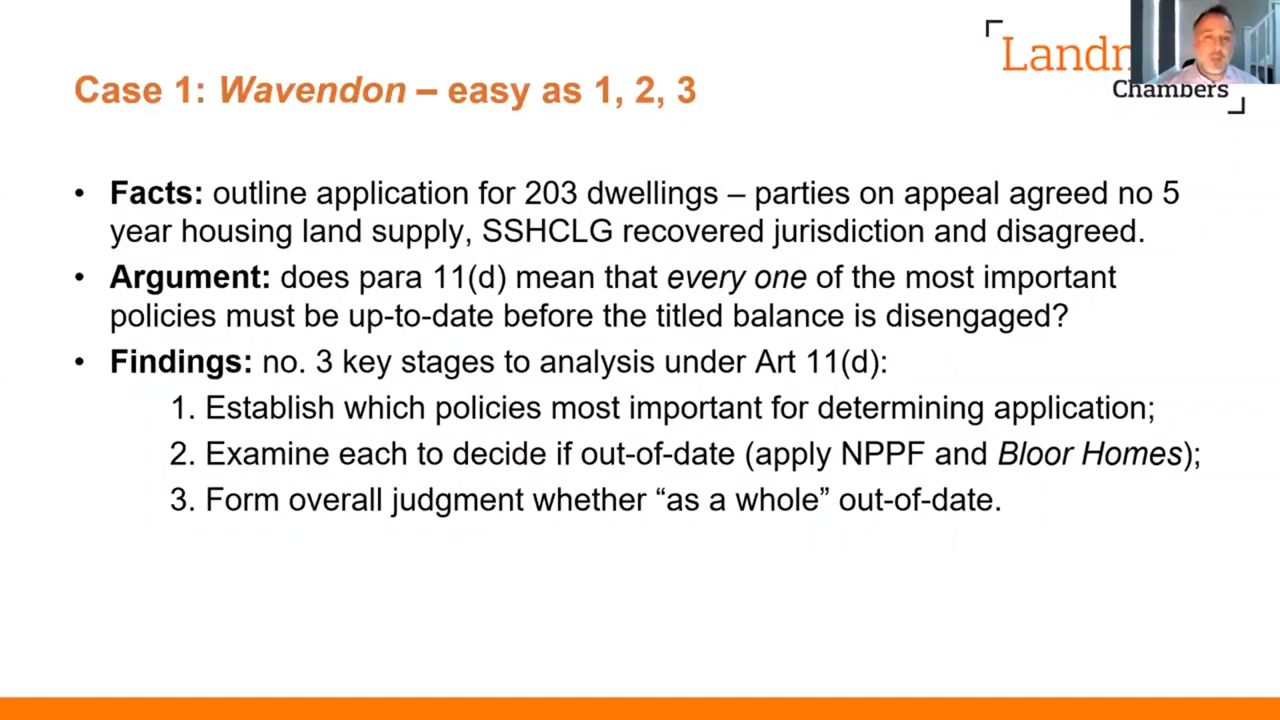 Landm
Chambers
Case 1: Wavendon – easy as 1, 2, 3
• Facts: outline application for 203 dwellings – parties on appeal agreed no 5
year housing land supply, SSHCLG recovered jurisdiction and disagreed.
• Argument: does para 11(d) mean that every one of the most important
policies must be up-to-date before the titled balance is disengaged?
• Findings: no. 3 key stages to analysis under Art 11(d):
1. Establish which policies most important for determining application;
2. Examine each to decide if out-of-date (apply NPPF and Bloor Homes);
3. Form overall judgment whether “as a whole” out-of-date.